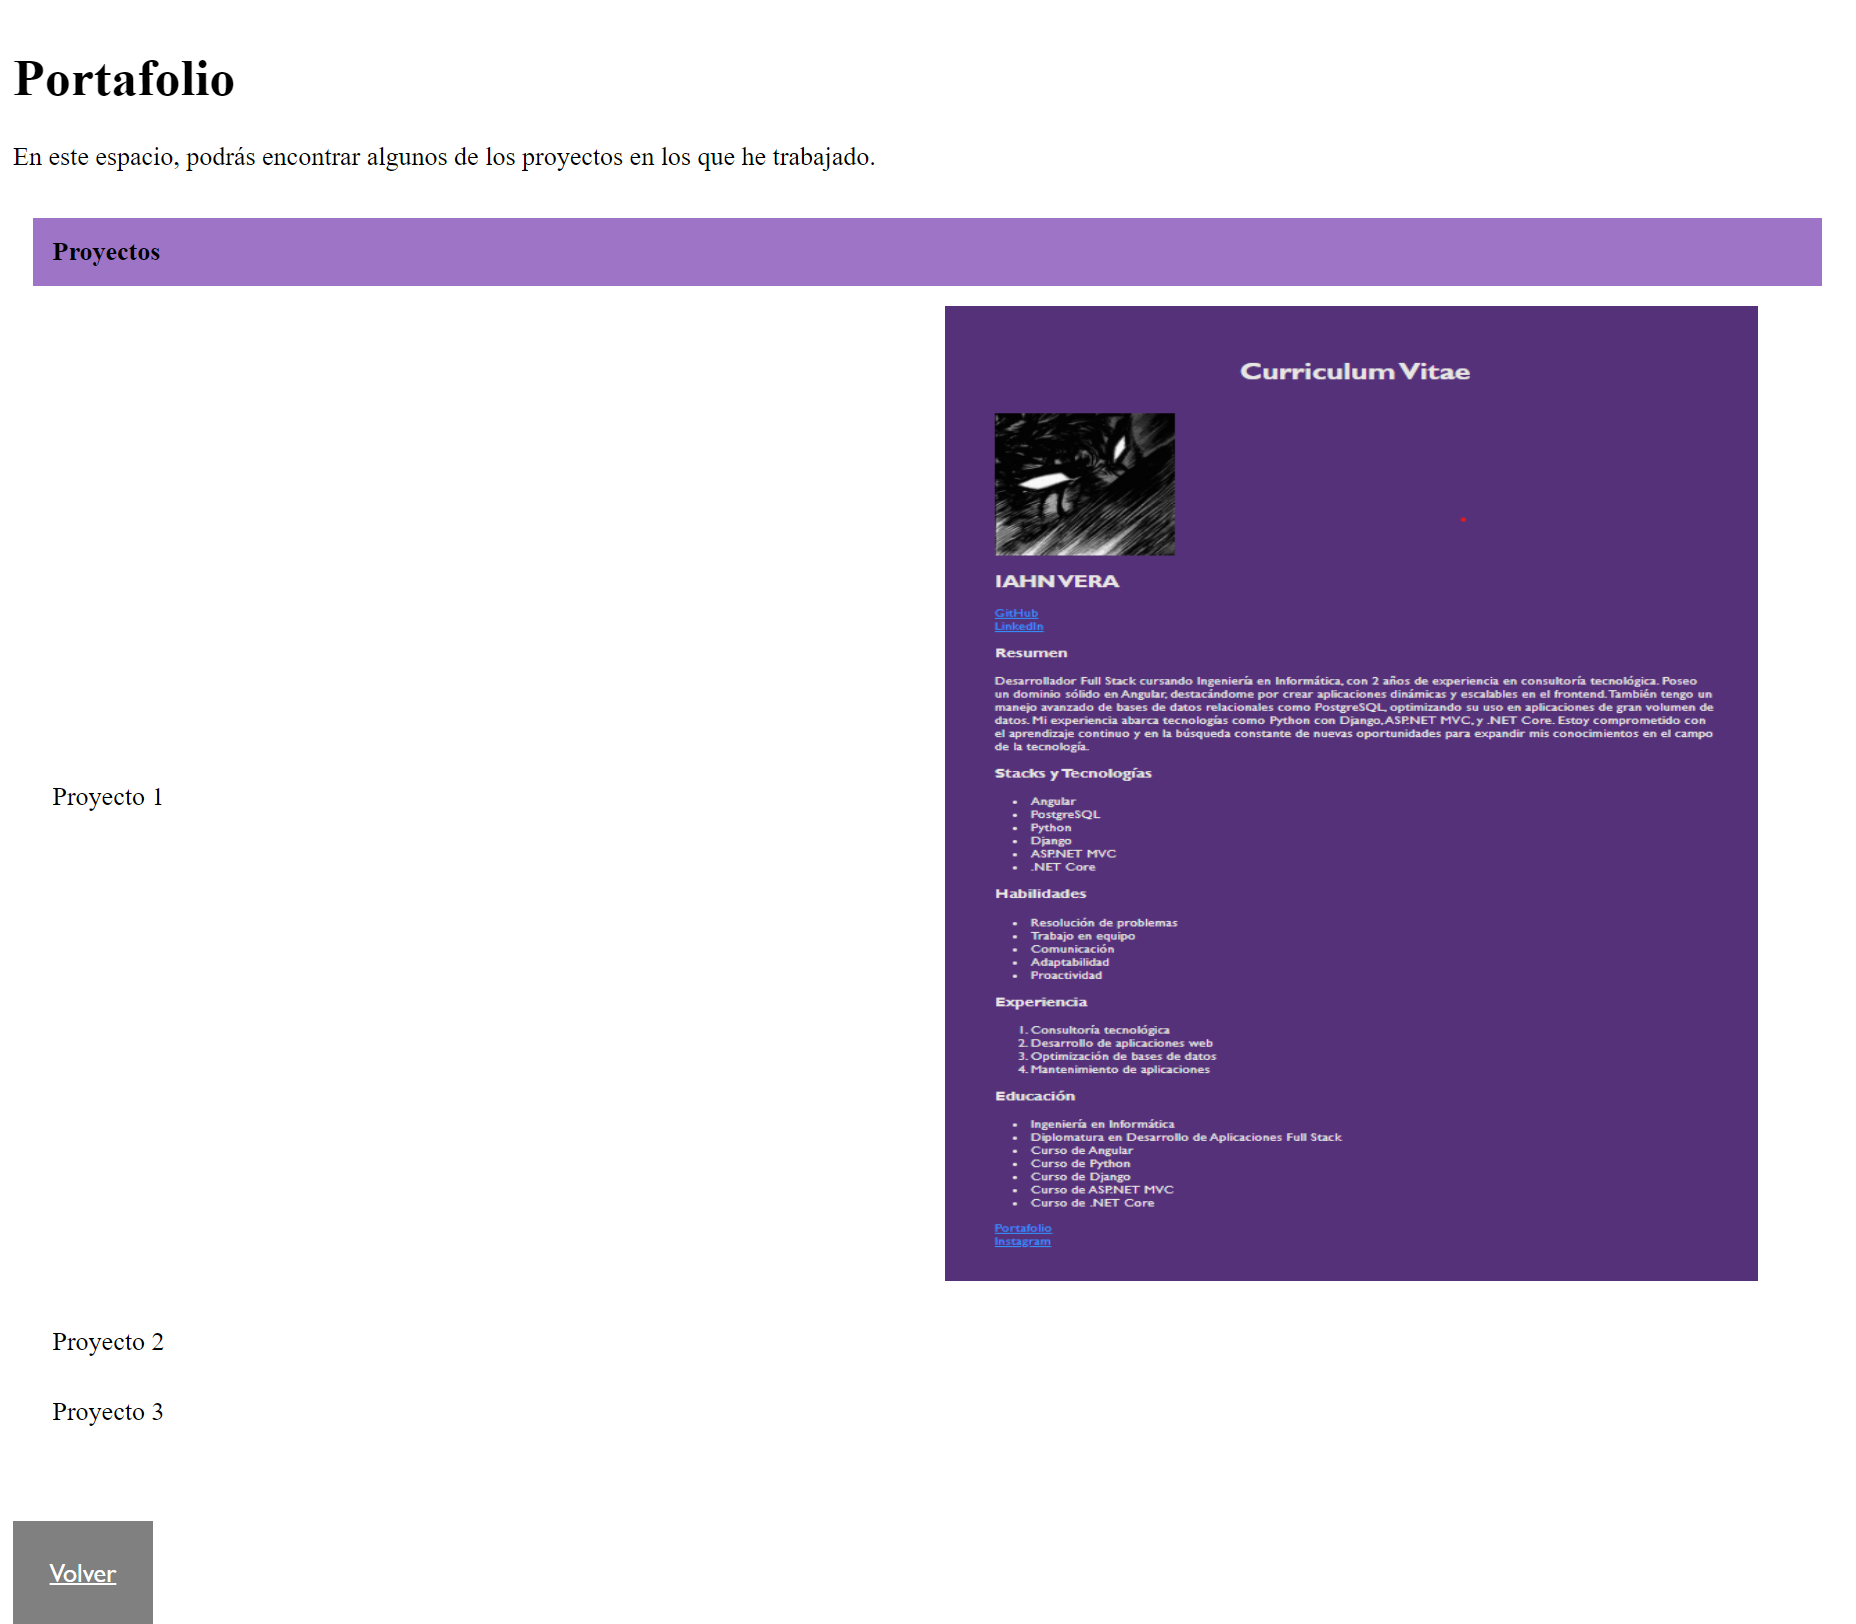 Portafolio
En este espacio, podrás encontrar algunos de los proyectos en los que he trabajado.
Proyectos
Proyecto 1
Curriculum Vitae
IAHN VERA
GitHub
LinkedIn
Resumen
Desarrollador Full Stack cursando Ingeniería en Informática, con 2 años de experiencia en consultoría tecnológica. Poseo
un dominio sólido en Angular, destacándome por crear aplicaciones dinámicas y escalables en el frontend. También tengo un
manejo avanzado de bases de datos relacionales como PostgreSQL, optimizando su uso en aplicaciones de gran volumen de
datos. Mi experiencia abarca tecnologías como Python con Django, ASP.NET MVC, y .NET Core. Estoy comprometido con
el aprendizaje continuo y en la búsqueda constante de nuevas oportunidades para expandir mis conocimientos en el campo
de la tecnología.
Stacks y Tecnologías
• Angular
• PostgreSQL
• Python
• Django
• ASP.NET MVC
• .NET Core
Habilidades
• Resolución de problemas
• Trabajo en equipo
• Comunicación
• Adaptabilidad
• Proactividad
Experiencia
1. Consultoría tecnológica
2. Desarrollo de aplicaciones web
3. Optimización de bases de datos
4. Mantenimiento de aplicaciones
Educación
• Ingeniería en Informática
• Diplomatura en Desarrollo de Aplicaciones Full Stack
• Curso de Angular
• Curso de Python
• Curso de Django
• Curso de ASP.NET MVC
• Curso de .NET Core
Portafolio
Instagram
Proyecto 2
Proyecto 3
Volver